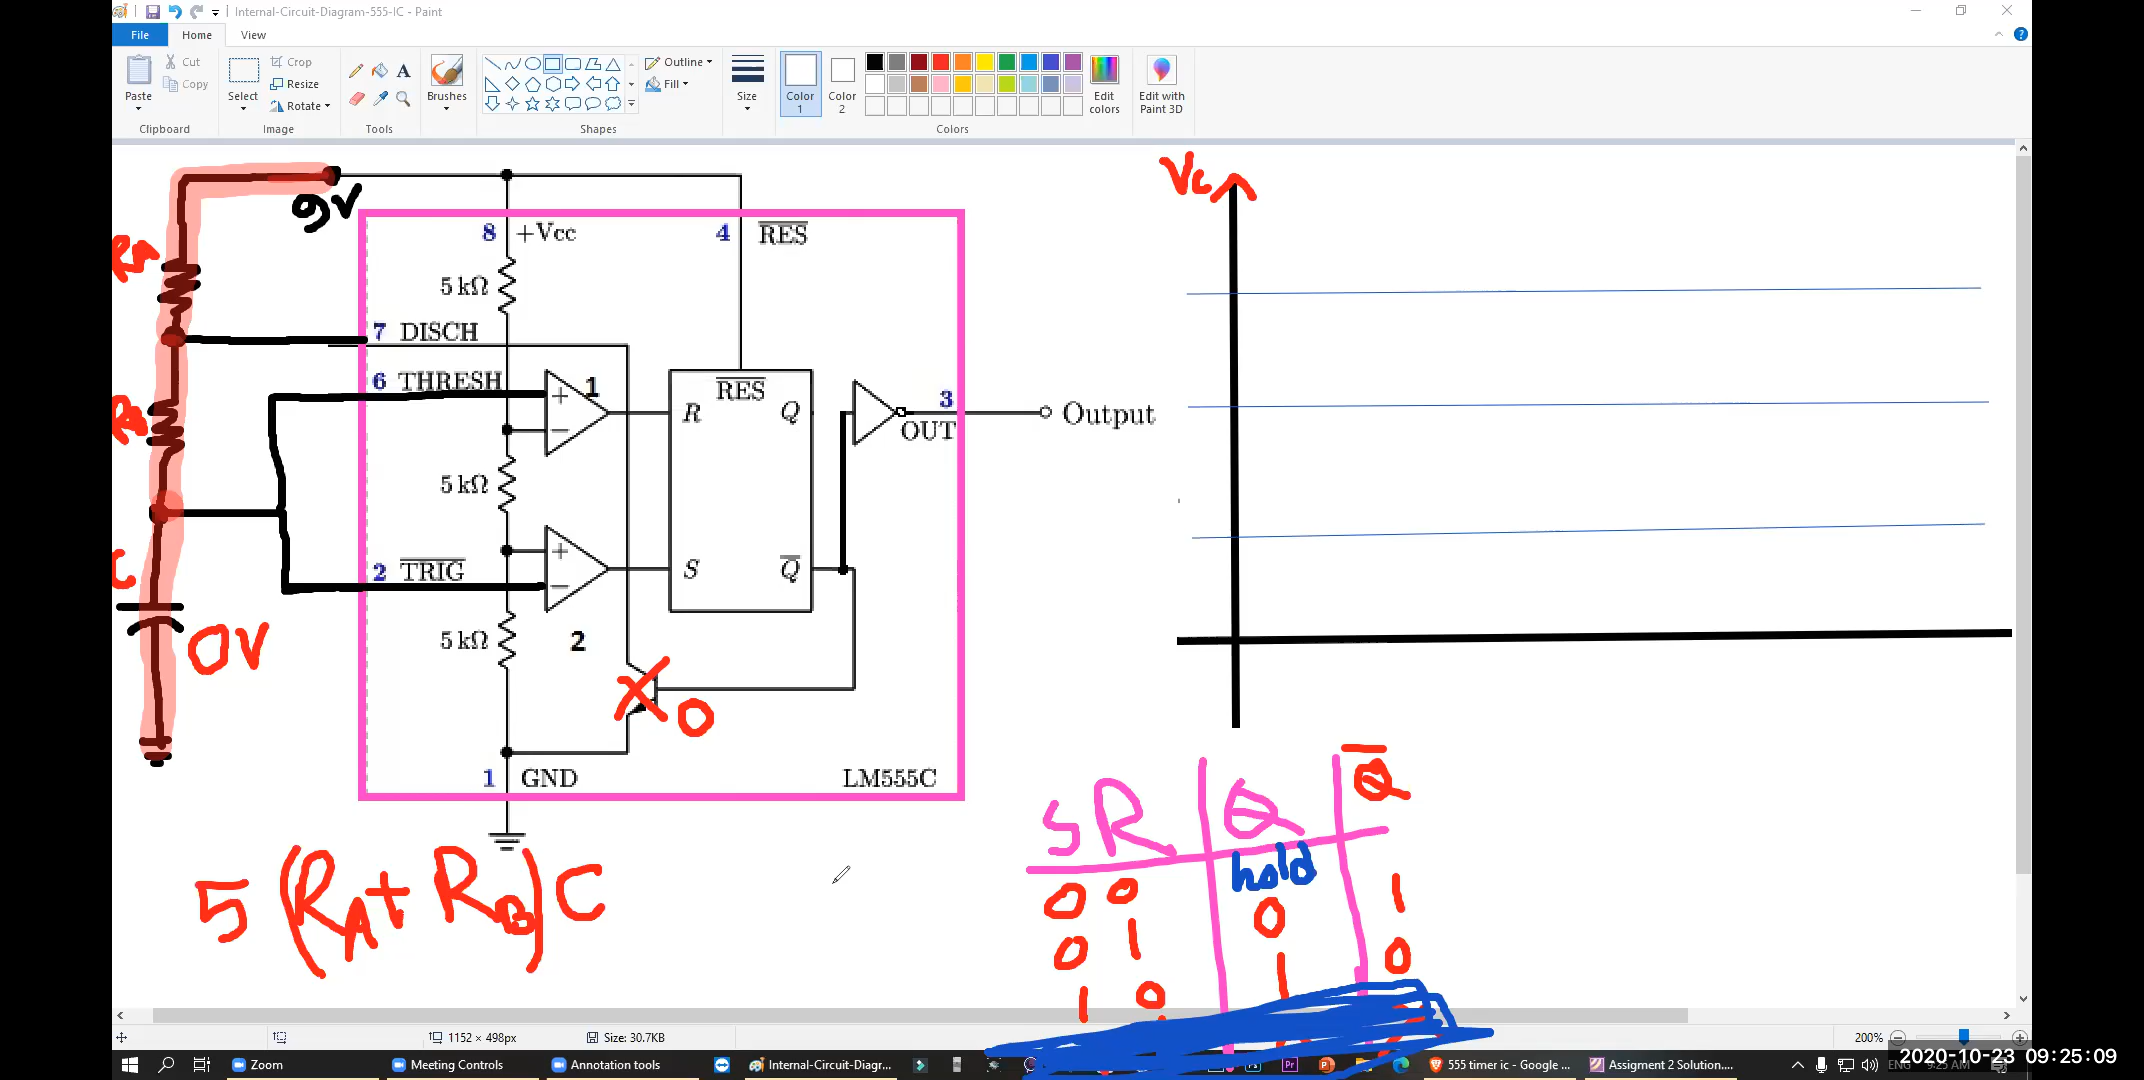 Internal-Circuit-Diagram-555-IC - Paint
File Home View
Paste
Cut
Copy
Clipboard
Select
Crop
Resize
Rotate
Image
Tools
Brushes
Shapes
Outline
Fill
Size
Color 1
Color 2
Colors
Edit colors
Edit with Paint 3D
9V
8 +Vcc
4 RES
RA
5 kΩ
7 DISCH
6 THRESH
1
+
−
R RES Q
3
OUT
Output
RB
5 kΩ
2 TRIG
+
−
S Q
C
0V
5 kΩ
2
X 0
1 GND
LM555C
5 (RA + RB) C
Vc
S R Q Q
0 0 hold
0 1 0 1
1 0 1 0
1152 × 498px
Size: 30.7KB
200%
Zoom
Meeting Controls
Annotation tools
Internal-Circuit-Diagr...
555 timer ic - Google ...
Assigment 2 Solution....
2020-10-23 09:25:09